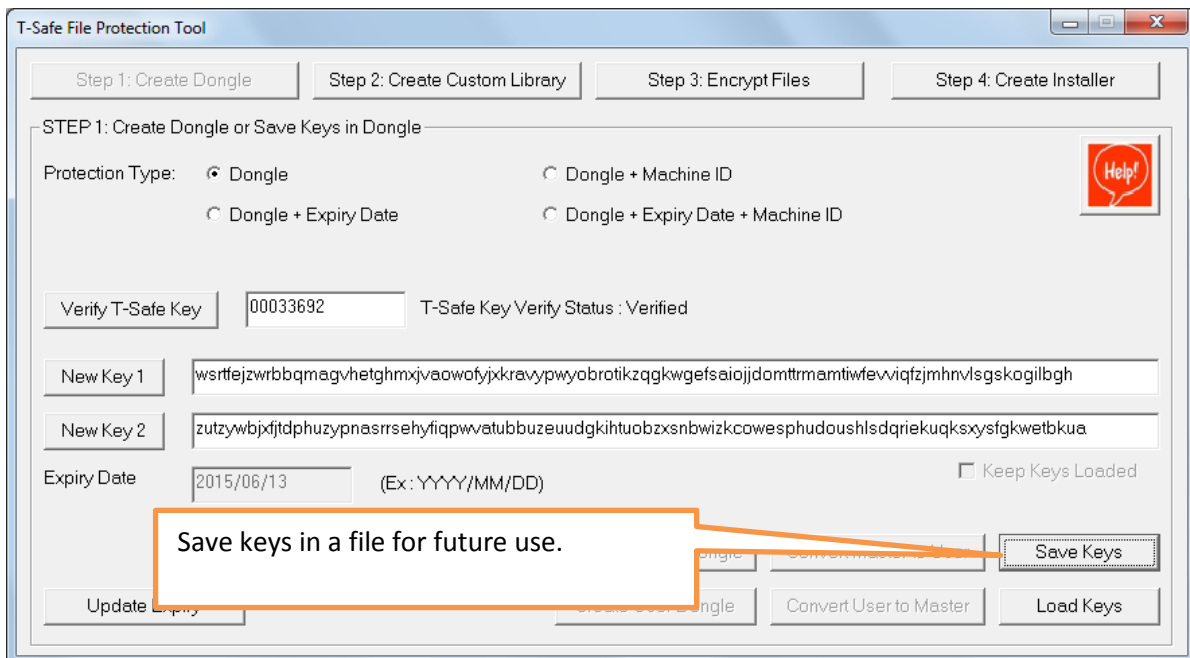 T-Safe File Protection Tool
Step 1: Create Dongle Step 2: Create Custom Library Step 3: Encrypt Files Step 4: Create Installer
STEP 1: Create Dongle or Save Keys in Dongle
Protection Type: Dongle Dongle + Machine ID Help!
Dongle + Expiry Date Dongle + Expiry Date + Machine ID
Verify T-Safe Key 00033692 T-Safe Key Verify Status : Verified
New Key 1 wsrtfejzwrbbqmagvhetghmxjvaowofyjxkravypwyobrotikzqgkwgefsaiojjdomttrmamtiwfevviqfzjmhnvlsgskogilbgh
New Key 2 zutzywbjxfjtdphuzypnasrrsehyfiqpwvatubbuzeuudgkihtuobzxsnbwizkcowesphudoushlsdqriekuqksxysfgkwetbkua
Expiry Date 2015/06/13 (Ex : YYYY/MM/DD) Keep Keys Loaded
Save keys in a file for future use.
Save Keys
Update Dongle Convert User to Master Load Keys